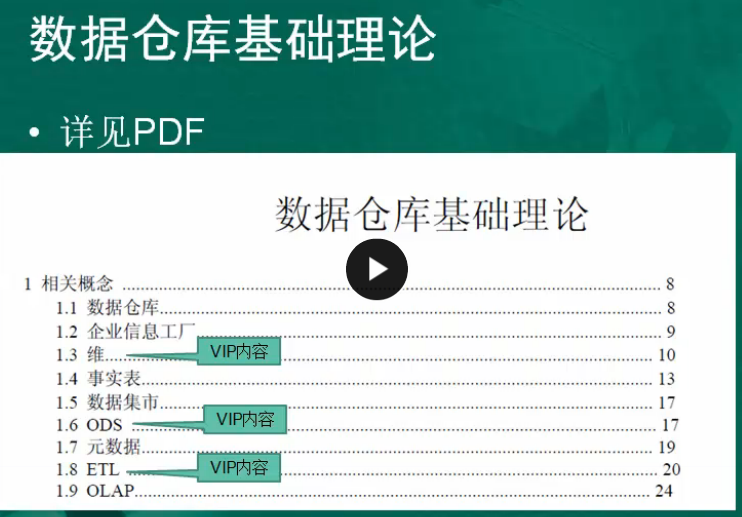 数据仓库基础理论
• 详见PDF
数据仓库基础理论
1 相关概念 ........ 8
1.1 数据仓库........ 8
1.2 企业信息工厂........ 9
1.3 维........ 10
VIP内容
1.4 事实表........ 13
1.5 数据集市........ 17
1.6 ODS ........ 17
VIP内容
1.7 元数据........ 19
1.8 ETL ........ 20
VIP内容
1.9 OLAP........ 24